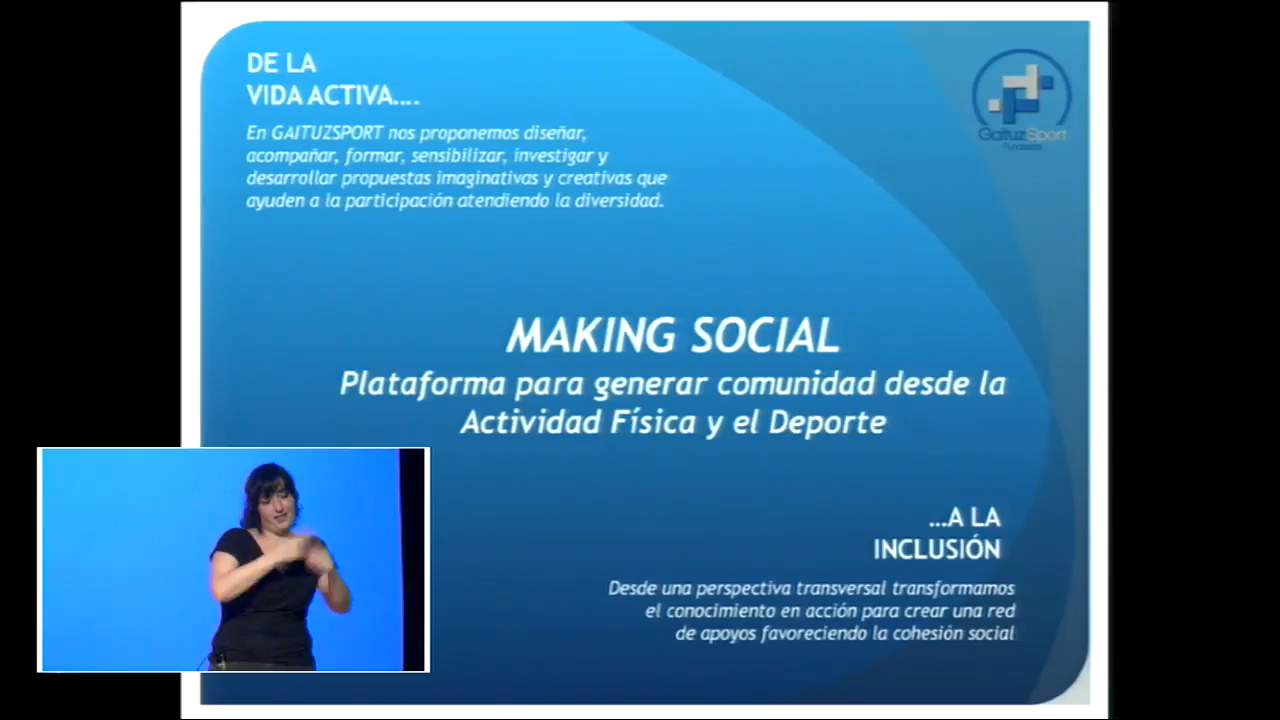 DE LA
VIDA ACTIVA....
En GAITUZSPORT nos proponemos diseñar,
acompañar, formar, sensibilizar, investigar y
desarrollar propuestas imaginativas y creativas que
ayuden a la participación atendiendo la diversidad.
GaituzSport
Fundazioa
MAKING SOCIAL
Plataforma para generar comunidad desde la
Actividad Física y el Deporte
...A LA
INCLUSIÓN
Desde una perspectiva transversal transformamos
el conocimiento en acción para crear una red
de apoyos favoreciendo la cohesión social